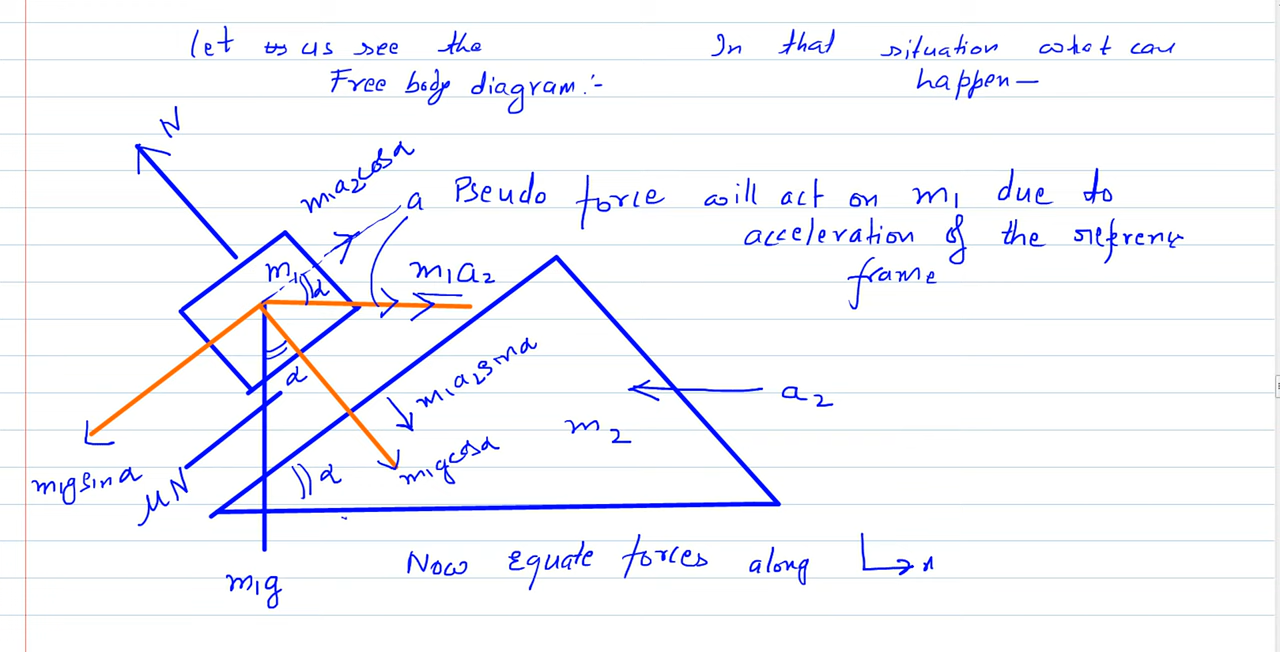 let us see the
Free body diagram :-
In that situation what can
happen—
N
m₁a₂cosα
a Pseudo force will act on m₁ due to
acceleration of the referenc
frame
m₁
α
m₁a₂
α
m₁a₂sinα
a₂
m₂
m₁gcosα
m₁gsinα
μN
α
m₁g
Now Equate forces along x